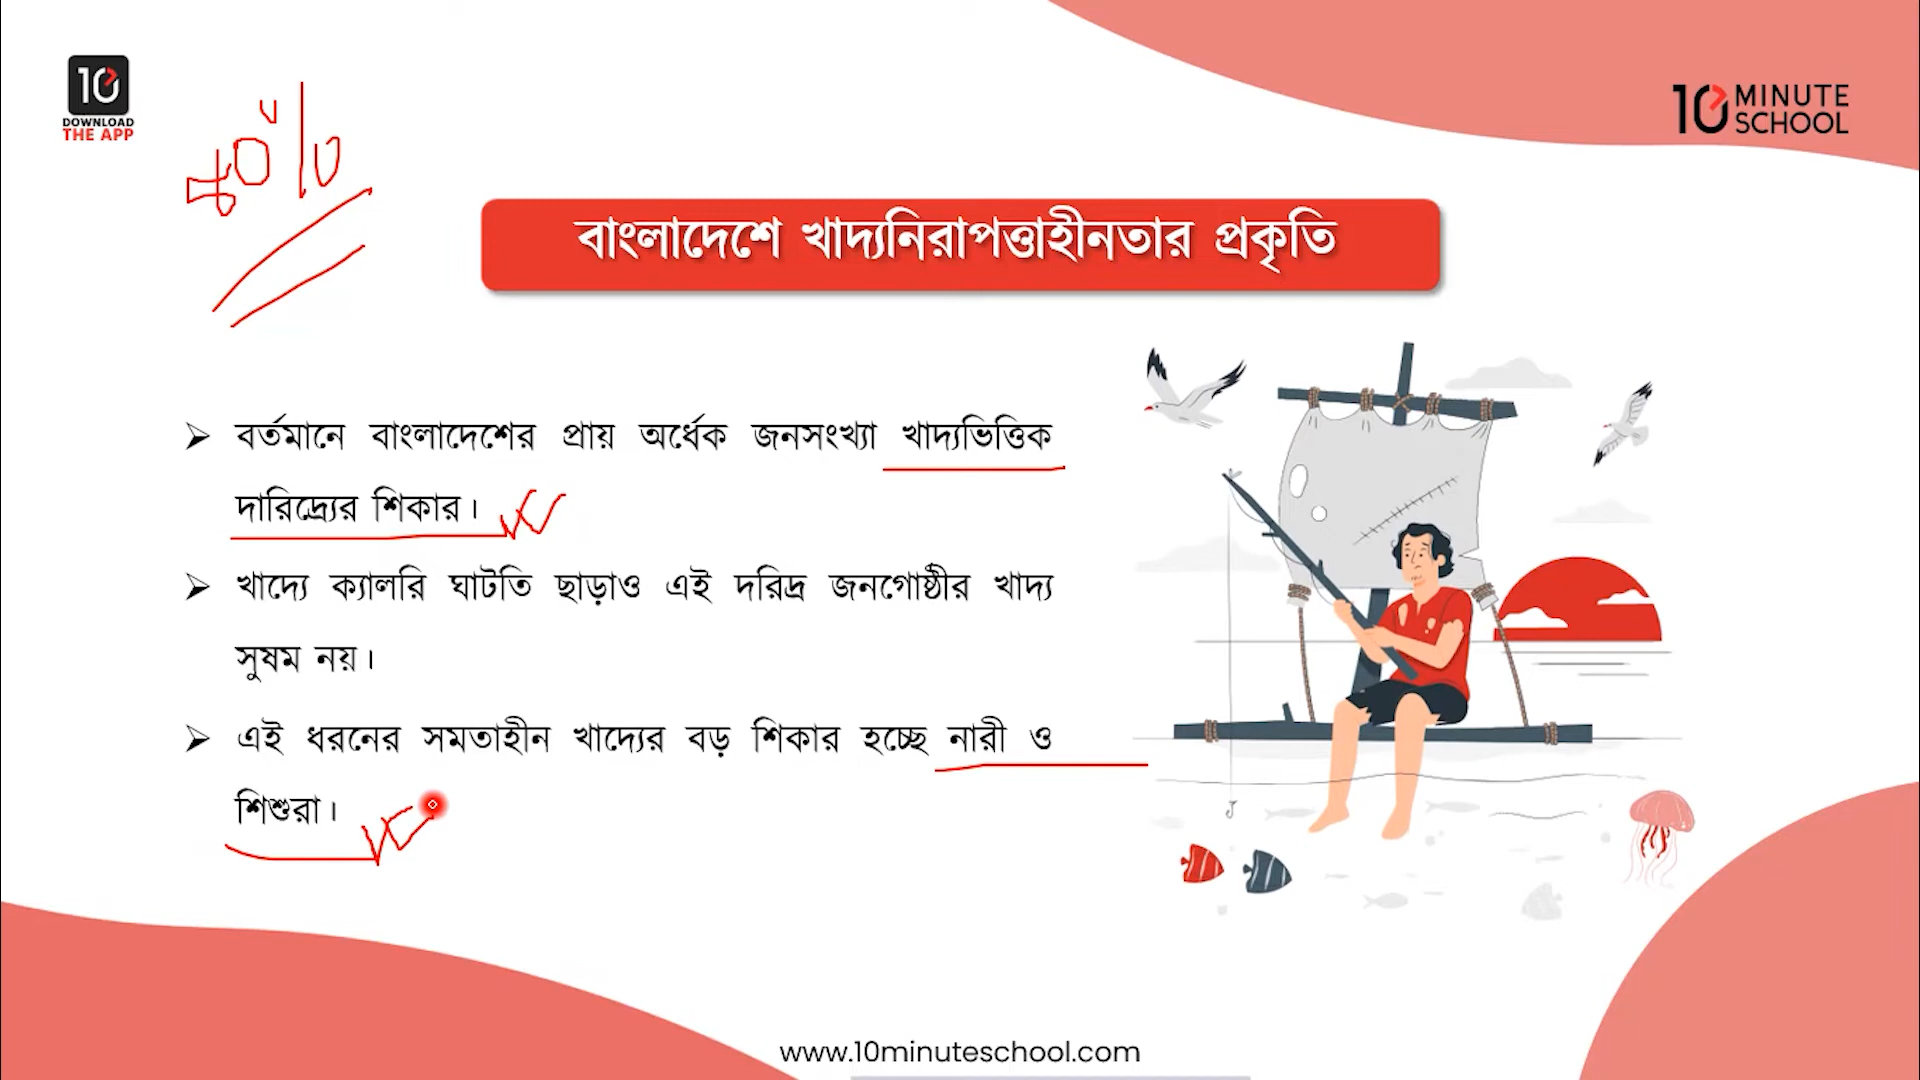 10
DOWNLOAD
THE APP
10 MINUTE
SCHOOL
বাংলাদেশে খাদ্যনিরাপত্তাহীনতার প্রকৃতি
➢ বর্তমানে বাংলাদেশের প্রায় অর্ধেক জনসংখ্যা খাদ্যভিত্তিক
দারিদ্র্যের শিকার।
➢ খাদ্যে ক্যালরি ঘাটতি ছাড়াও এই দরিদ্র জনগোষ্ঠীর খাদ্য
সুষম নয়।
➢ এই ধরনের সমতাহীন খাদ্যের বড় শিকার হচ্ছে নারী ও
শিশুরা।
www.10minuteschool.com